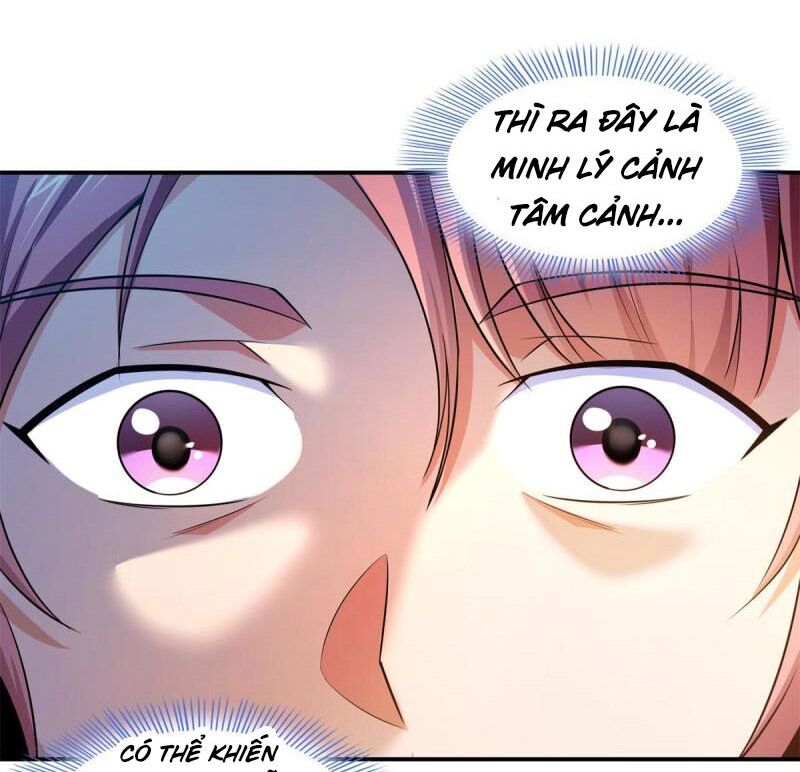 THÌ RA ĐÂY LÀ
MINH LÝ CẢNH
TÂM CẢNH...
CÓ THỂ KHIẾN